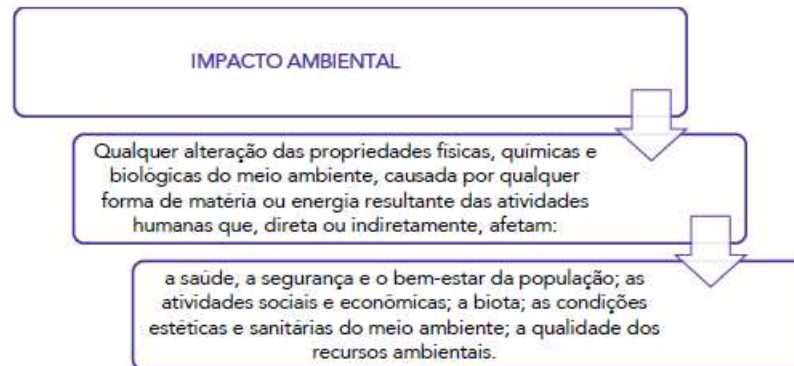 IMPACTO AMBIENTAL
Qualquer alteração das propriedades físicas, químicas e
biológicas do meio ambiente, causada por qualquer
forma de matéria ou energia resultante das atividades
humanas que, direta ou indiretamente, afetam:
a saúde, a segurança e o bem-estar da população; as
atividades sociais e econômicas; a biota; as condições
estéticas e sanitárias do meio ambiente; a qualidade dos
recursos ambientais.